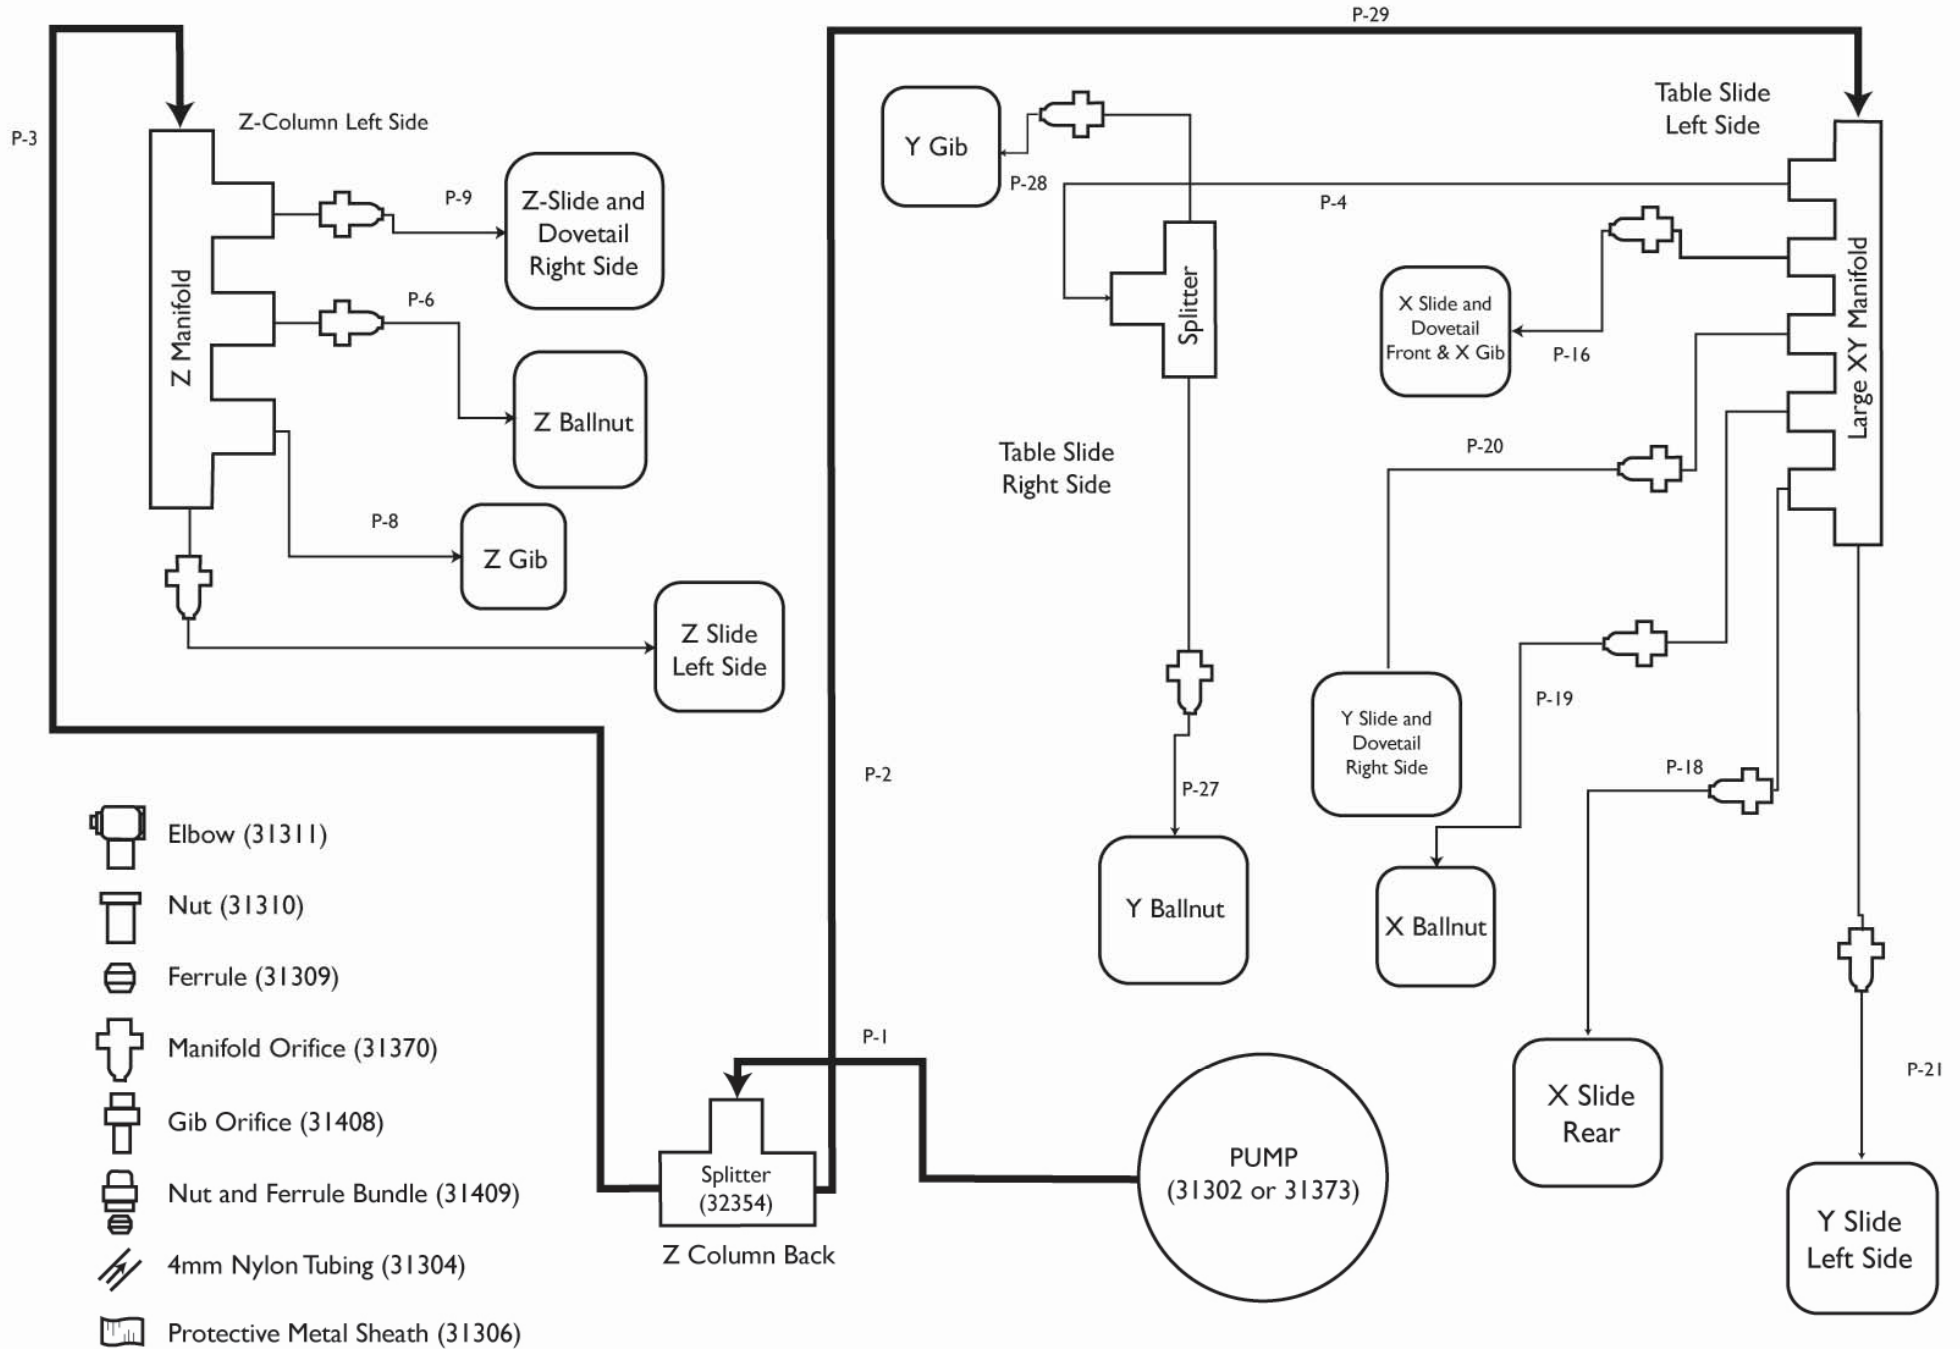 P-29
P-3
Z-Column Left Side
Z Manifold
P-9
Z-Slide and
Dovetail
Right Side
P-6
Z Ballnut
P-8
Z Gib
Z Slide
Left Side
Y Gib
P-28
Splitter
P-4
Table Slide
Left Side
Large XY Manifold
X Slide and
Dovetail
Front & X Gib
P-16
Table Slide
Right Side
P-20
Y Slide and
Dovetail
Right Side
P-19
P-18
P-2
P-27
Y Ballnut
X Ballnut
X Slide
Rear
P-21
Y Slide
Left Side
P-1
PUMP
(31302 or 31373)
Splitter
(32354)
Z Column Back
Elbow (31311)
Nut (31310)
Ferrule (31309)
Manifold Orifice (31370)
Gib Orifice (31408)
Nut and Ferrule Bundle (31409)
4mm Nylon Tubing (31304)
Protective Metal Sheath (31306)